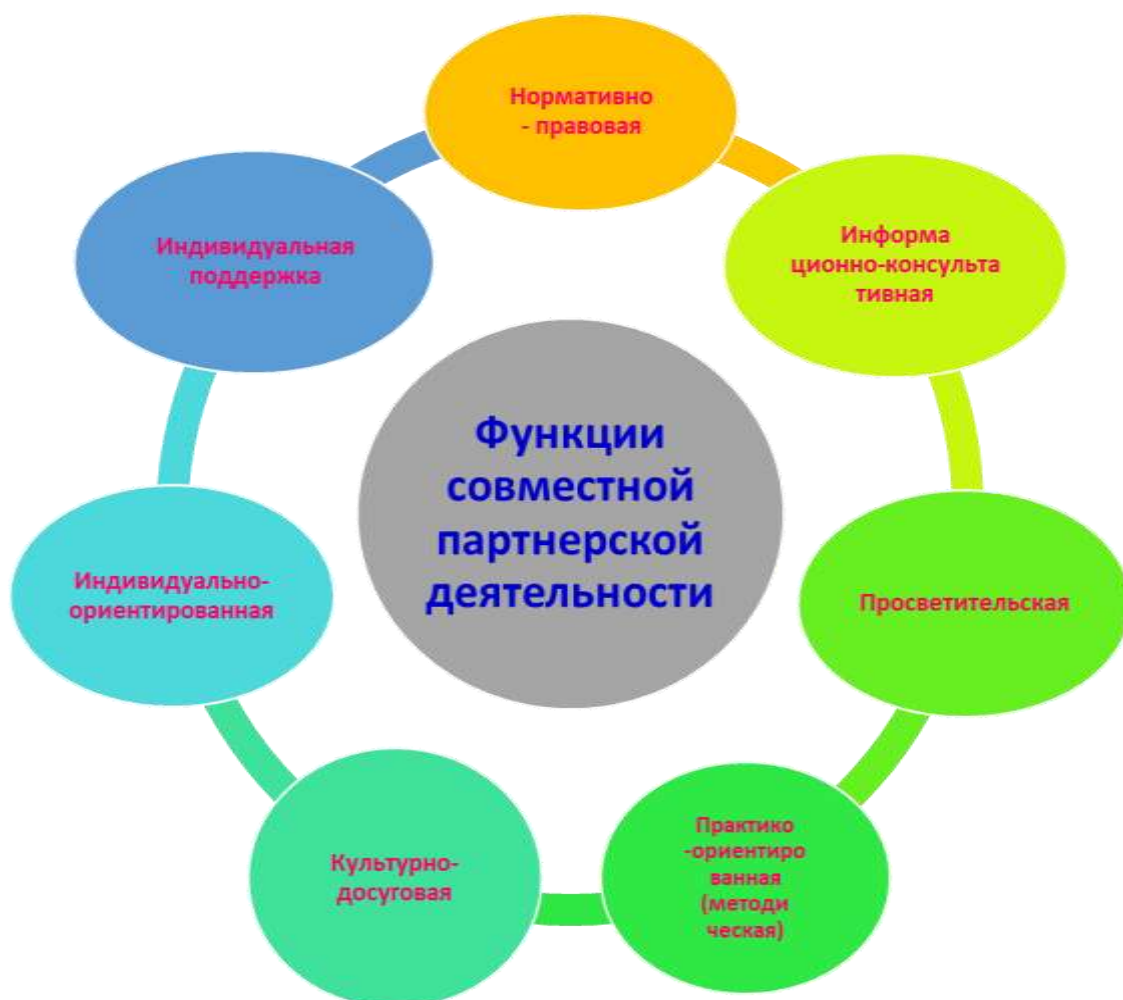 Нормативно
- правовая
Информа
ционно-консульта
тивная
Просветительская
Практико
-ориентиро
ванная
(методи
ческая)
Культурно-
досуговая
Индивидуально-
ориентированная
Индивидуальная
поддержка
Функции
совместной
партнерской
деятельности